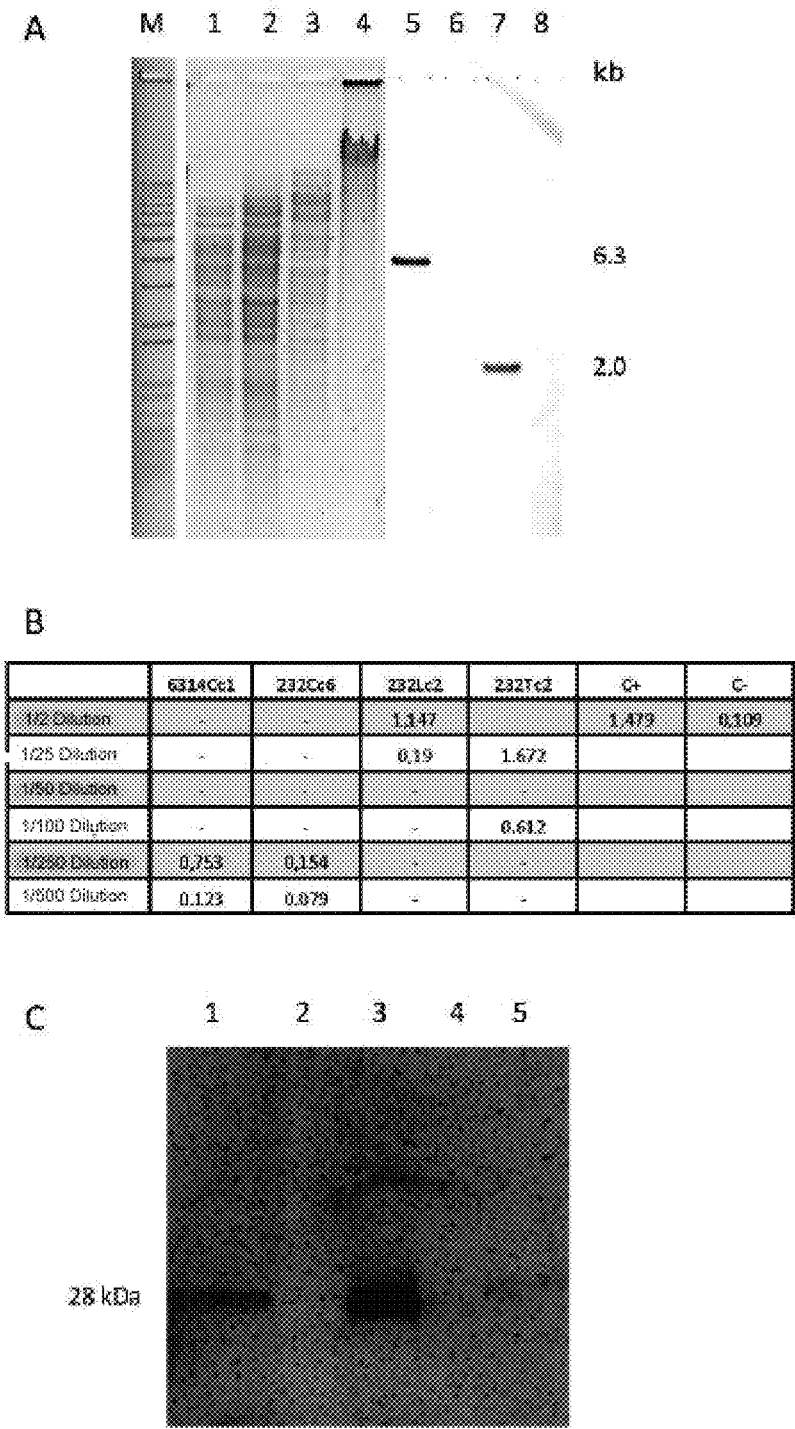 A M 1 2 3 4 5 6 7 8
kb
6.3
2.0
B
6314Cc1 232Cc6 232Lc2 232Tc2 C+ C-
1/2 Dilution - - 1,147 1,479 0,109
1/25 Dilution - - 0,19 1.672
1/50 Dilution - - - -
1/100 Dilution - - - 0.612
1/250 Dilution 0,753 0,154 - -
1/500 Dilution 0.123 0.079 - -
C 1 2 3 4 5
28 kDa